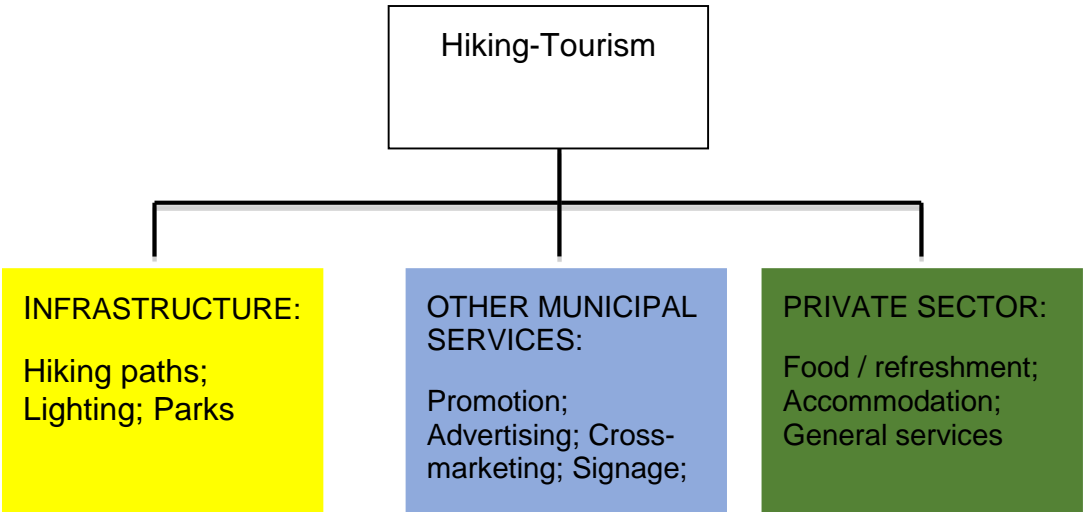 Hiking-Tourism
INFRASTRUCTURE:
Hiking paths;
Lighting; Parks
OTHER MUNICIPAL
SERVICES:
Promotion;
Advertising; Cross-
marketing; Signage;
PRIVATE SECTOR:
Food / refreshment;
Accommodation;
General services